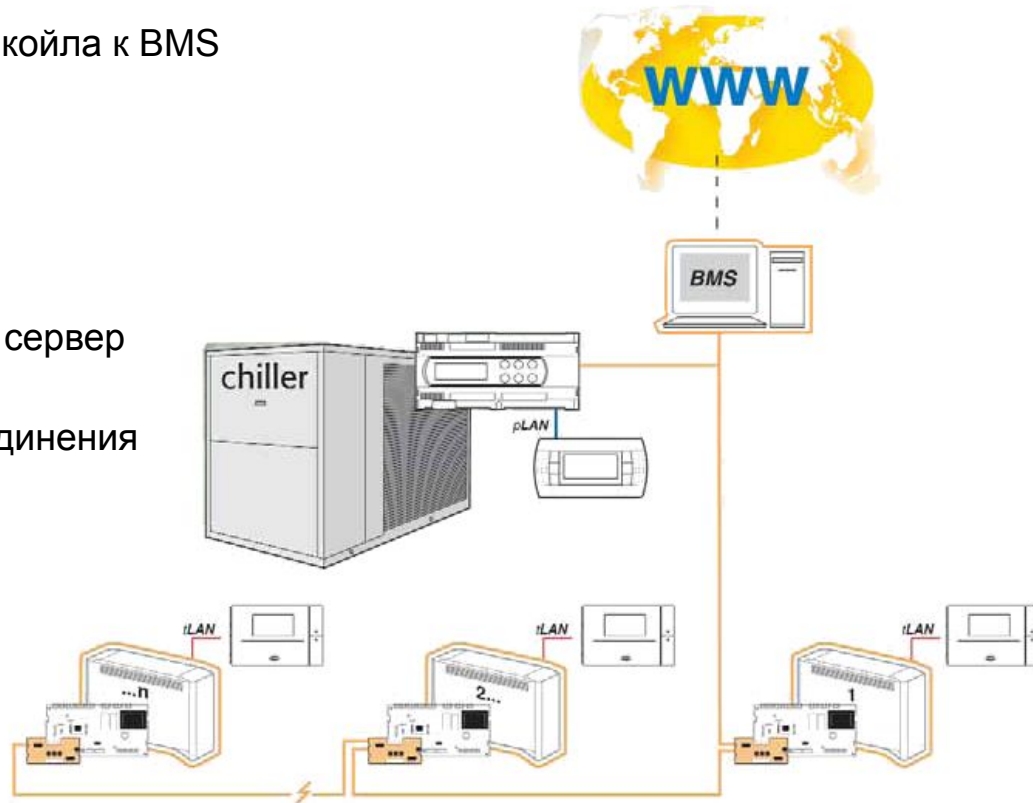 койла к BMS
www
BMS
сервер
chiller
pLAN
динения
tLAN
tLAN
tLAN
...n
2...
1